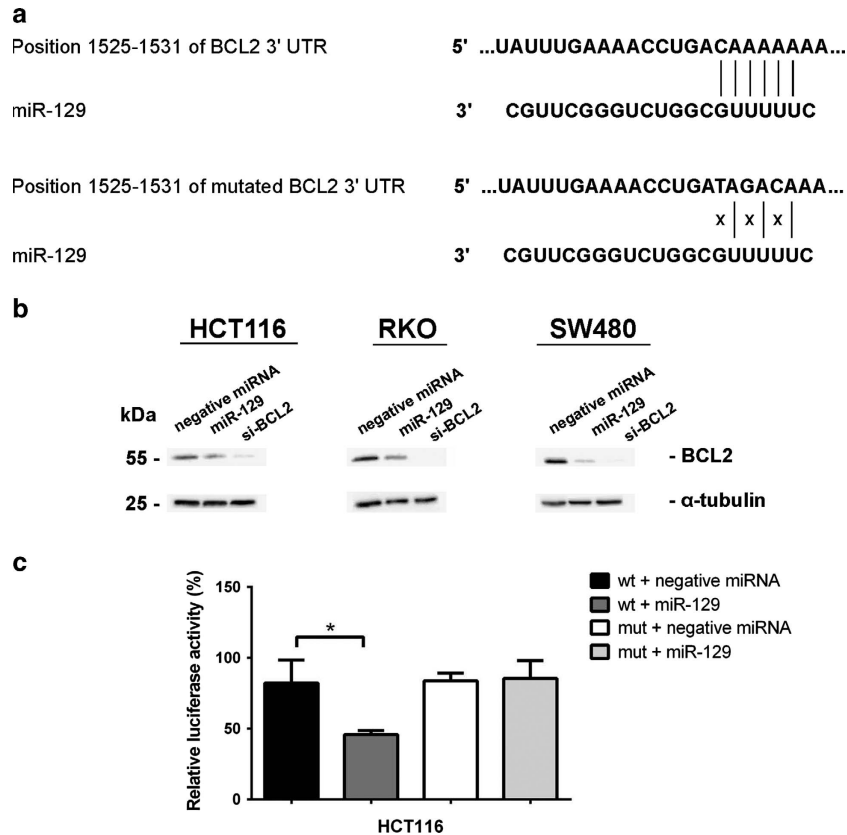 a
Position 1525-1531 of BCL2 3' UTR 5' ...UAUUUGAAAACCUGACAAAAAAA...
miR-129 3' CGUUCGGGUCUGGCGUUUUUC
Position 1525-1531 of mutated BCL2 3' UTR 5' ...UAUUUGAAAACCUGATAGACAAA...
x x x
miR-129 3' CGUUCGGGUCUGGCGUUUUUC
b
HCT116 RKO SW480
kDa negative miRNA miR-129 si-BCL2 negative miRNA miR-129 si-BCL2 negative miRNA miR-129 si-BCL2
55 - - BCL2
25 - - α-tubulin
c
Relative luciferase activity (%)
150
100
50
0
*
HCT116
wt + negative miRNA
wt + miR-129
mut + negative miRNA
mut + miR-129